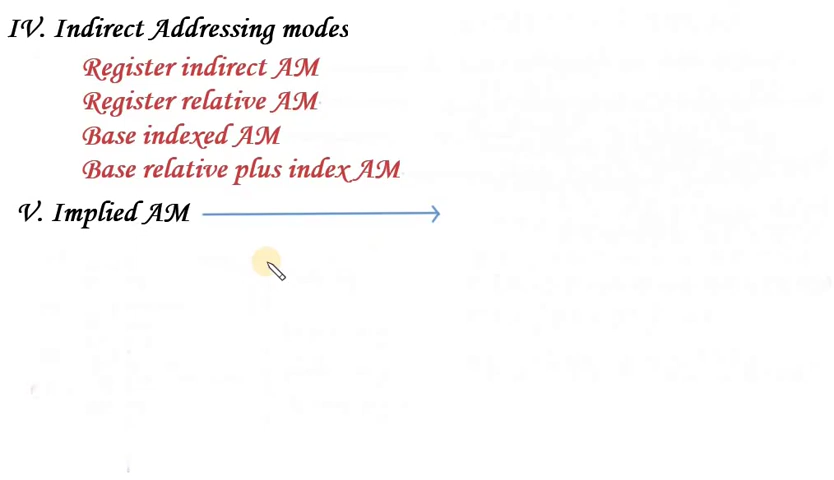 IV. Indirect Addressing modes
Register indirect AM
Register relative AM
Base indexed AM
Base relative plus index AM
V. Implied AM